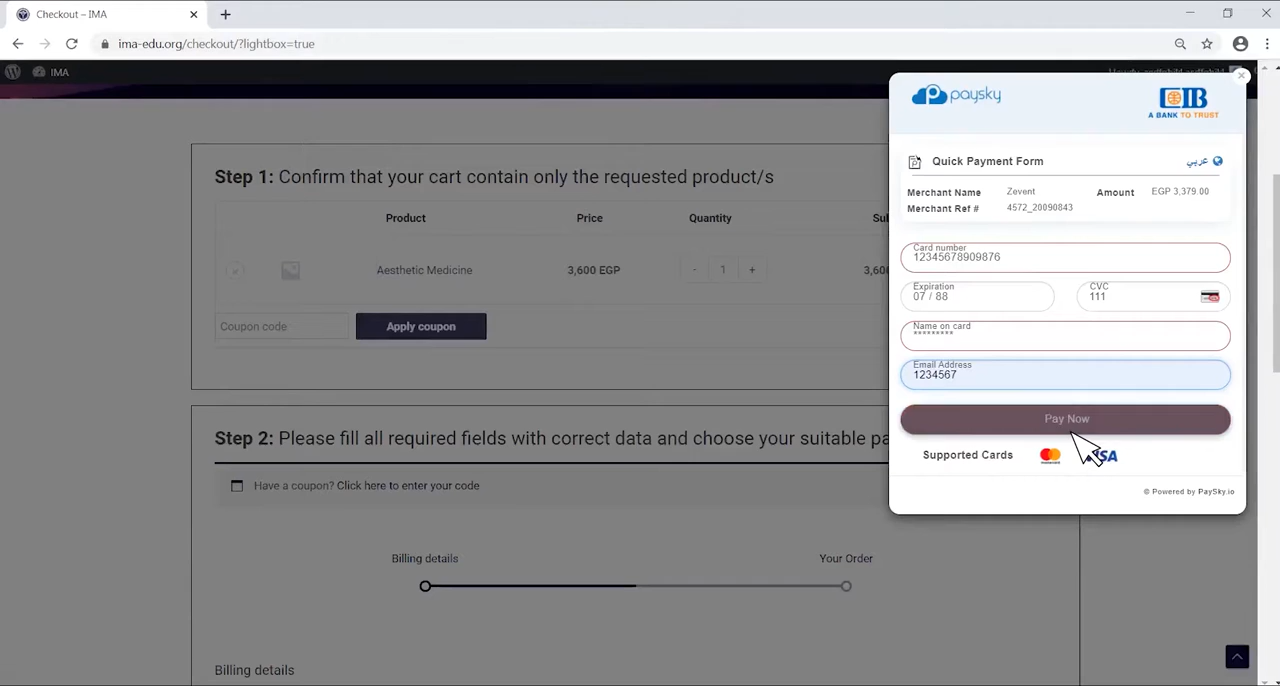 Checkout – IMA
ima-edu.org/checkout/?lightbox=true
IMA
Step 1: Confirm that your cart contain only the requested product/s
Product Price Quantity
Aesthetic Medicine 3,600 EGP - 1 +
Coupon code Apply coupon
Step 2: Please fill all required fields with correct data and choose your suitable
Have a coupon? Click here to enter your code
Billing details Your Order
Billing details
paysky
CIB
A BANK TO TRUST
Quick Payment Form عربي
Merchant Name Zevent Amount EGP 3,379.00
Merchant Ref # 4572_20090843
Card number
12345678909876
Expiration CVC
07 / 88 111
Name on card
*********
Email Address
1234567
Pay Now
Supported Cards
© Powered by PaySky.io